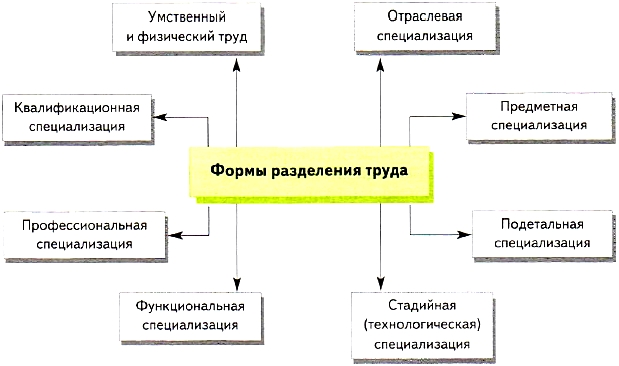 Умственный
и физический труд
Отраслевая
специализация
Квалификационная
специализация
Предметная
специализация
Формы разделения труда
Профессиональная
специализация
Подетальная
специализация
Функциональная
специализация
Стадийная
(технологическая)
специализация